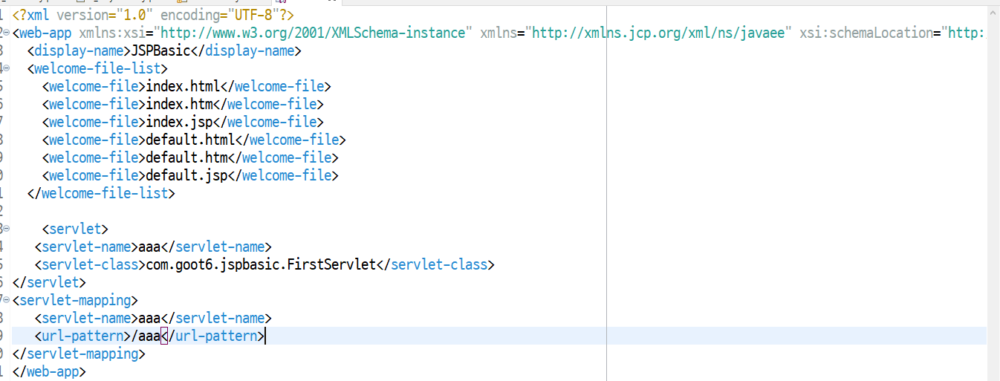 <?xml version="1.0" encoding="UTF-8"?>
<web-app xmlns:xsi="http://www.w3.org/2001/XMLSchema-instance" xmlns="http://xmlns.jcp.org/xml/ns/javaee" xsi:schemaLocation="http:
<display-name>JSPBasic</display-name>
<welcome-file-list>
<welcome-file>index.html</welcome-file>
<welcome-file>index.htm</welcome-file>
<welcome-file>index.jsp</welcome-file>
<welcome-file>default.html</welcome-file>
<welcome-file>default.htm</welcome-file>
<welcome-file>default.jsp</welcome-file>
</welcome-file-list>
<servlet>
<servlet-name>aaa</servlet-name>
<servlet-class>com.goot6.jspbasic.FirstServlet</servlet-class>
</servlet>
<servlet-mapping>
<servlet-name>aaa</servlet-name>
<url-pattern>/aaa</url-pattern>
</servlet-mapping>
</web-app>